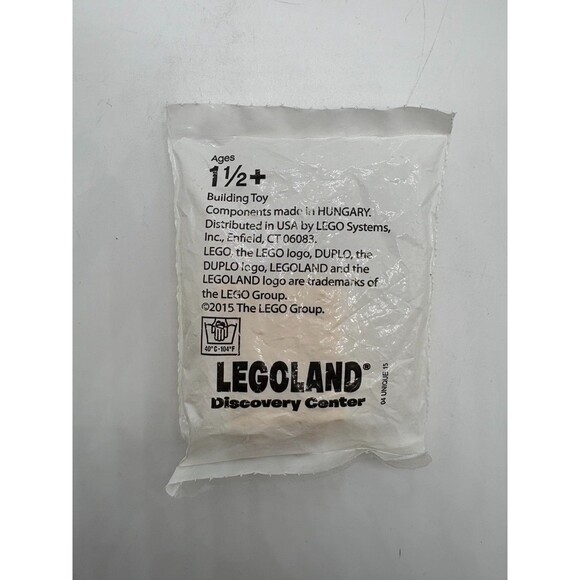 Ages
1½+
Building Toy
Components made in HUNGARY.
Distributed in USA by LEGO Systems,
Inc., Enfield, CT 06083.
LEGO, the LEGO logo, DUPLO, the
DUPLO logo, LEGOLAND and the
LEGOLAND logo are trademarks of
the LEGO Group.
©2015 The LEGO Group.
40°C-104°F
LEGOLAND®
Discovery Center
04 UNIQUE 15